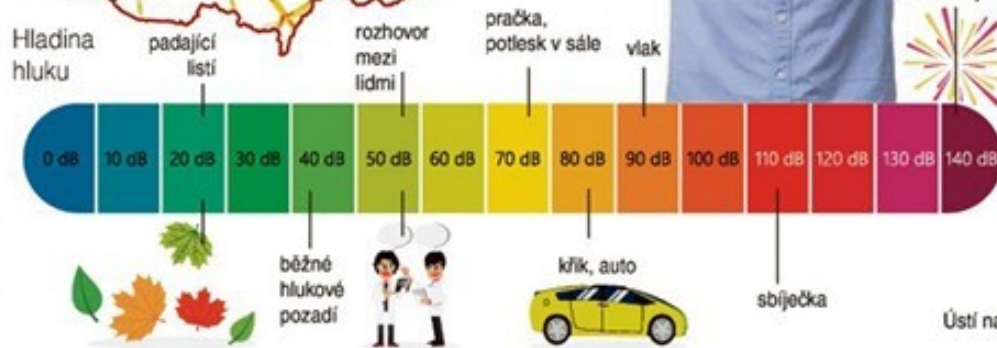 Hladina
hluku
padající
listí
rozhovor
mezi
lidmi
pračka,
potlesk v sále
vlak
0 dB 10 dB 20 dB 30 dB 40 dB 50 dB 60 dB 70 dB 80 dB 90 dB 100 dB 110 dB 120 dB 130 dB 140 dB
běžné
hlukové
pozadí
křik, auto
sbíječka
Ústí